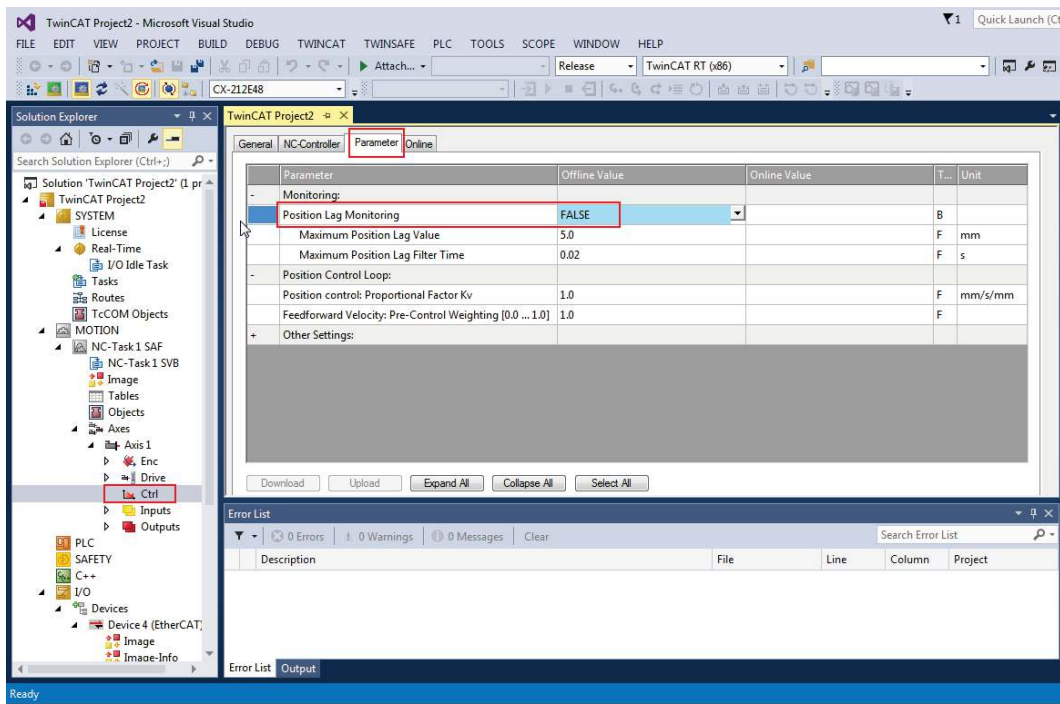 TwinCAT Project2 - Microsoft Visual Studio
1 Quick Launch (Ct
FILE EDIT VIEW PROJECT BUILD DEBUG TWINCAT TWINSAFE PLC TOOLS SCOPE WINDOW HELP
Attach... Release TwinCAT RT (x86)
CX-212E48
Solution Explorer
Search Solution Explorer (Ctrl+;)
Solution 'TwinCAT Project2' (1 pr
TwinCAT Project2
SYSTEM
License
Real-Time
I/O Idle Task
Tasks
Routes
TcCOM Objects
MOTION
NC-Task 1 SAF
NC-Task 1 SVB
Image
Tables
Objects
Axes
Axis 1
Enc
Drive
Ctrl
Inputs
Outputs
PLC
SAFETY
C++
I/O
Devices
Device 4 (EtherCAT)
Image
Image-Info
TwinCAT Project2
General NC-Controller Parameter Online
Parameter Offline Value Online Value T... Unit
- Monitoring:
Position Lag Monitoring FALSE B
Maximum Position Lag Value 5.0 F mm
Maximum Position Lag Filter Time 0.02 F s
- Position Control Loop:
Position control: Proportional Factor Kv 1.0 F mm/s/mm
Feedforward Velocity: Pre-Control Weighting [0.0 ... 1.0] 1.0 F
+ Other Settings:
Download Upload Expand All Collapse All Select All
Error List
0 Errors 0 Warnings 0 Messages Clear Search Error List
Description File Line Column Project
Error List Output
Ready